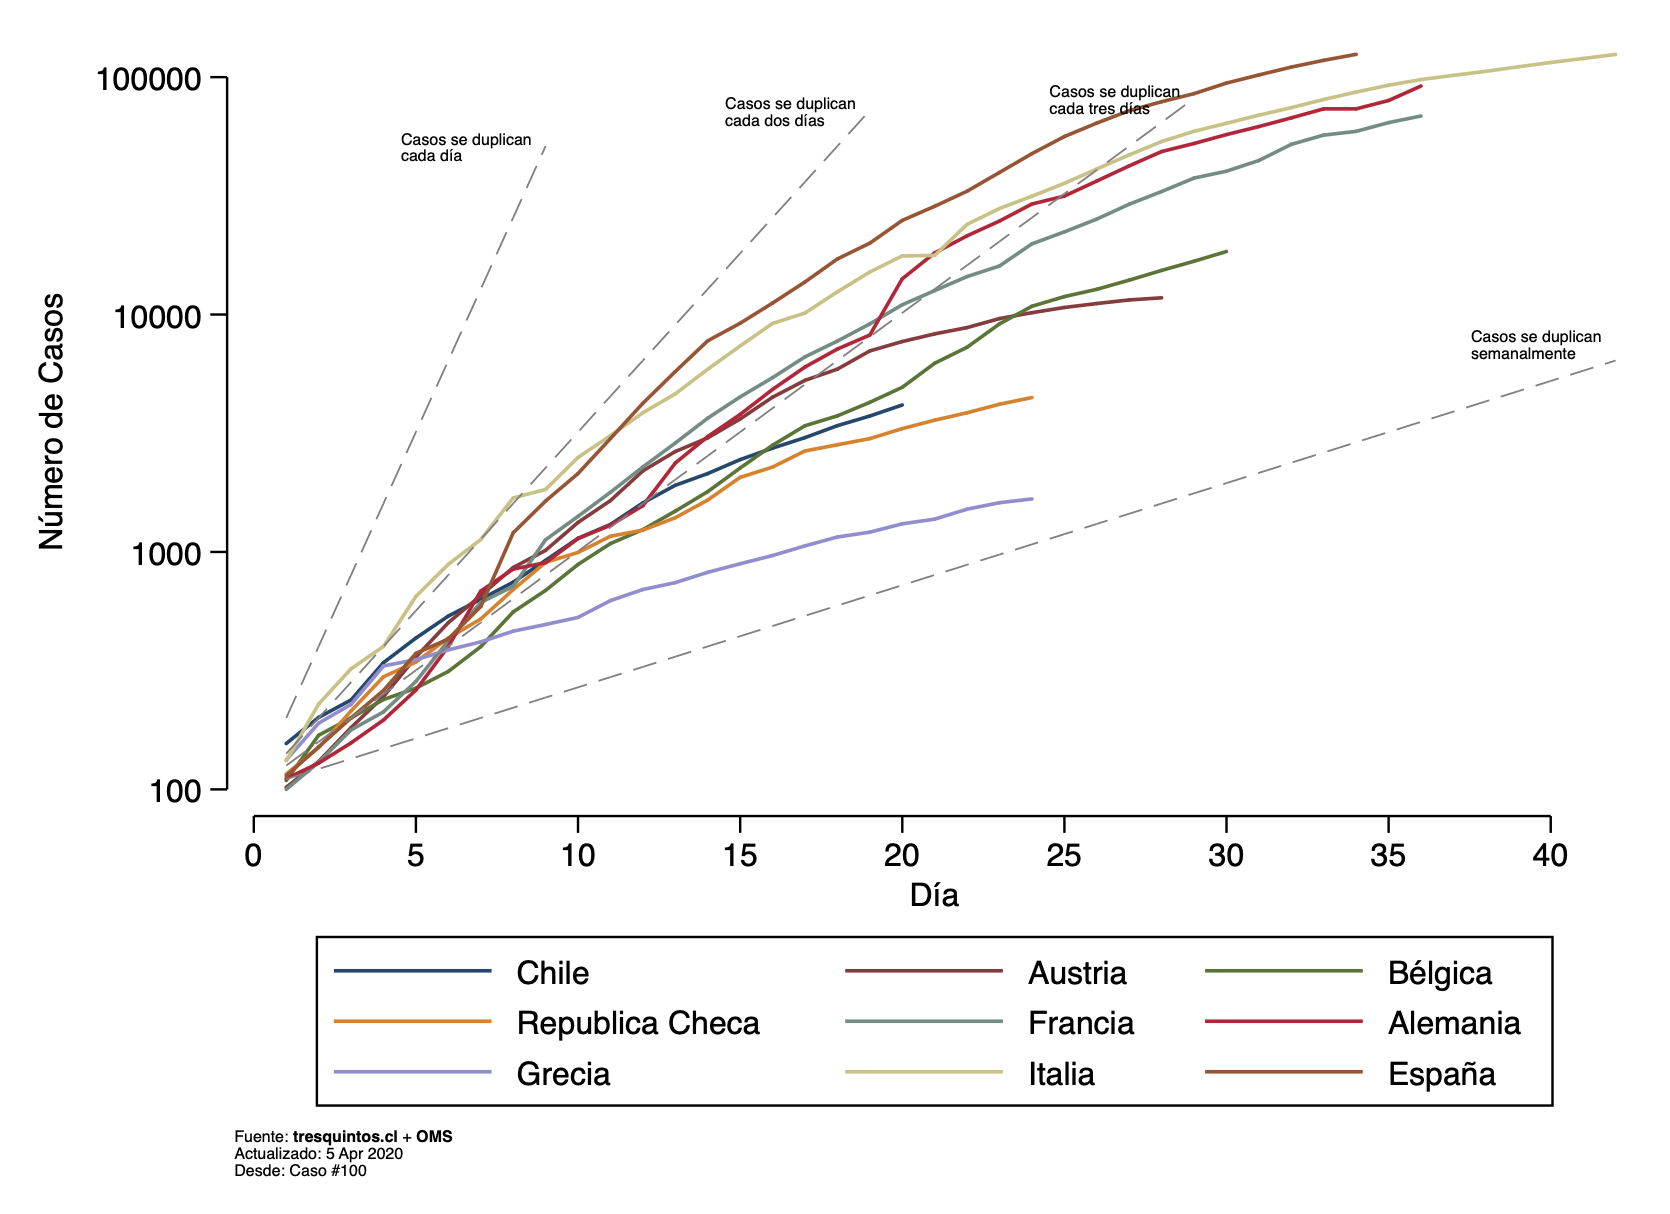 100000
10000
1000
100
Número de Casos
Casos se duplican
cada día
Casos se duplican
cada dos días
Casos se duplican
cada tres días
Casos se duplican
semanalmente
0 5 10 15 20 25 30 35 40
Día
Chile Austria Bélgica
Republica Checa Francia Alemania
Grecia Italia España
Fuente: tresquintos.cl + OMS
Actualizado: 5 Apr 2020
Desde: Caso #100